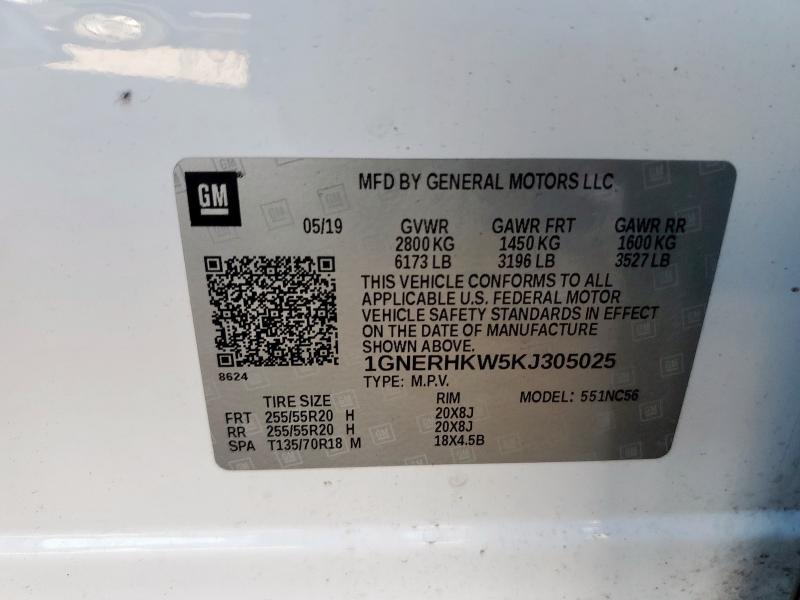 GM
MFD BY GENERAL MOTORS LLC
05/19 GVWR GAWR FRT GAWR RR
2800 KG 1450 KG 1600 KG
6173 LB 3196 LB 3527 LB
THIS VEHICLE CONFORMS TO ALL
APPLICABLE U.S. FEDERAL MOTOR
VEHICLE SAFETY STANDARDS IN EFFECT
ON THE DATE OF MANUFACTURE
SHOWN ABOVE.
8624
1GNERHKW5KJ305025
TYPE: M.P.V. MODEL: 551NC56
TIRE SIZE RIM
FRT 255/55R20 H 20X8J
RR 255/55R20 H 20X8J
SPA T135/70R18 M 18X4.5B